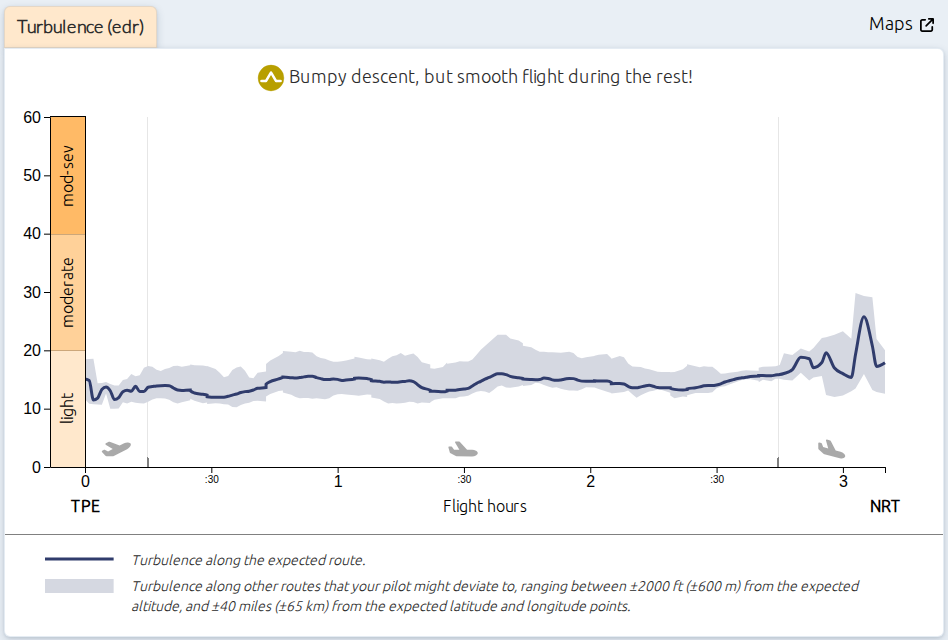 Turbulence (edr)
Maps
Bumpy descent, but smooth flight during the rest!
60
50
40
30
20
10
0
mod-sev
moderate
light
0 :30 1 :30 2 :30 3
TPE Flight hours NRT
Turbulence along the expected route.
Turbulence along other routes that your pilot might deviate to, ranging between ±2000 ft (±600 m) from the expected
altitude, and ±40 miles (±65 km) from the expected latitude and longitude points.